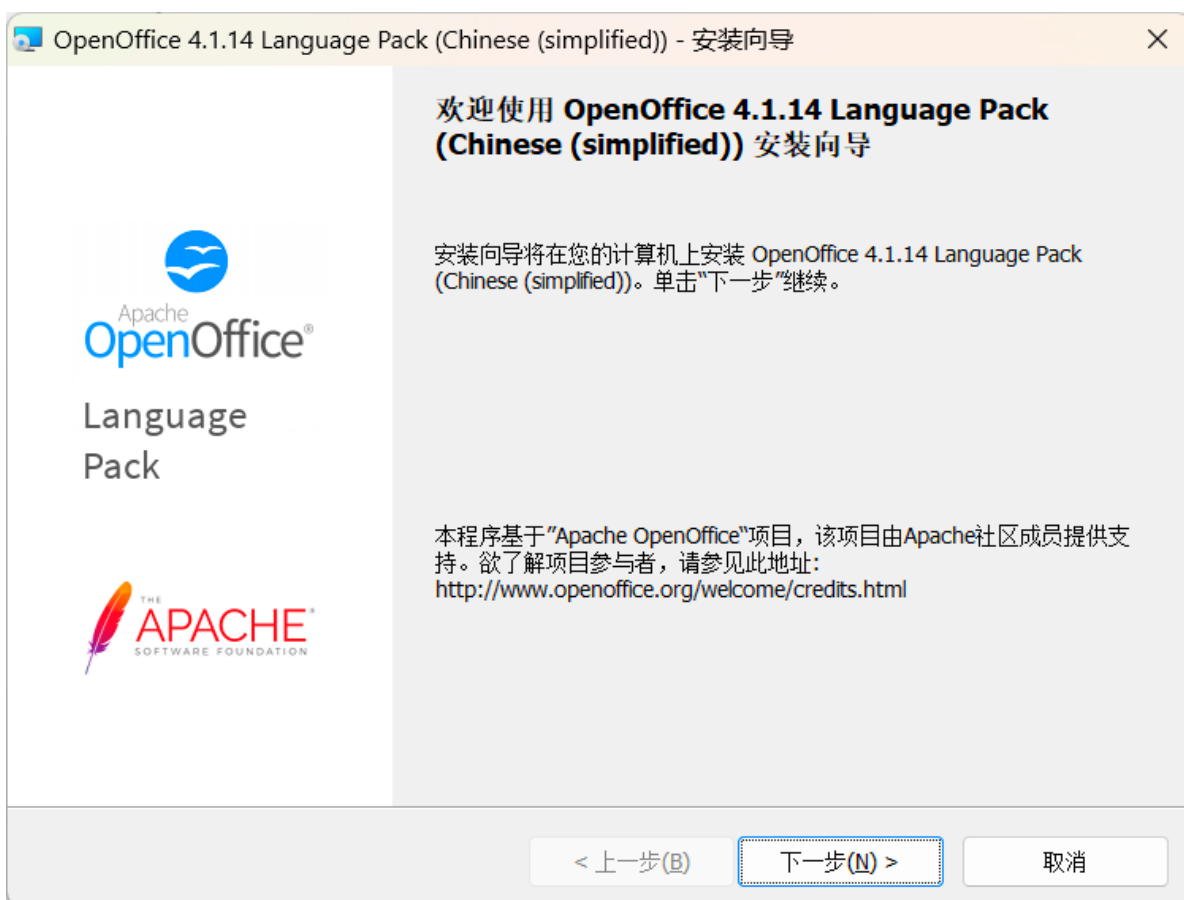 OpenOffice 4.1.14 Language Pack (Chinese (simplified)) - 安装向导
欢迎使用 OpenOffice 4.1.14 Language Pack
(Chinese (simplified)) 安装向导
安装向导将在您的计算机上安装 OpenOffice 4.1.14 Language Pack
(Chinese (simplified))。单击“下一步”继续。
Apache
OpenOffice®
Language
Pack
本程序基于”Apache OpenOffice“项目，该项目由Apache社区成员提供支
持。欲了解项目参与者，请参见此地址:
http://www.openoffice.org/welcome/credits.html
THE
APACHE®
SOFTWARE FOUNDATION
< 上一步(B)
下一步(N) >
取消